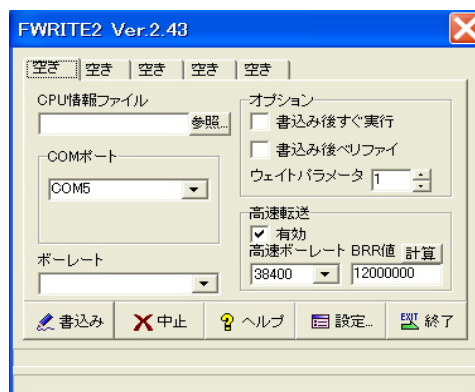 FWRITE2 Ver.2.43
空き 空き 空き 空き 空き
CPU情報ファイル
参照...
COMポート
COM5
ボーレート
オプション
書込み後すぐ実行
書込み後ベリファイ
ウェイトパラメータ 1
高速転送
有効
高速ボーレート BRR値 計算
38400 12000000
書込み 中止 ヘルプ 設定... EXIT 終了